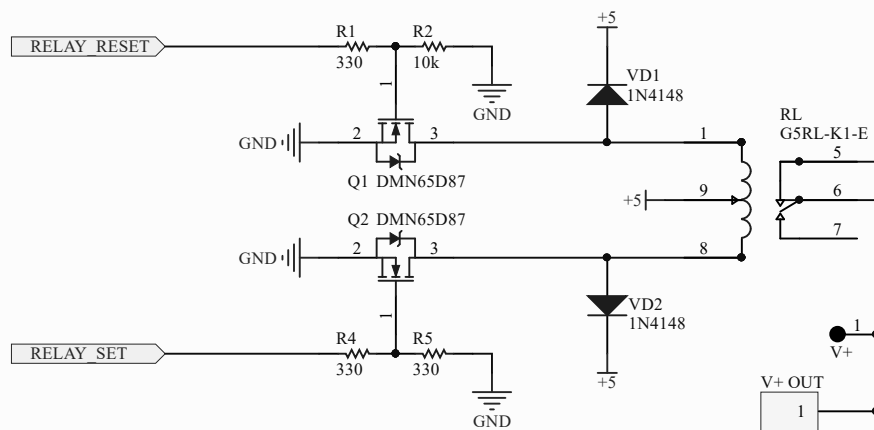 +5
R1
R2
RELAY_RESET
330
10k
VD1
1N4148
1
GND
RL
G5RL-K1-E
GND
2
3
1
5
Q1 DMN65D87
+5
9
6
Q2 DMN65D87
GND
2
3
8
7
1
VD2
1N4148
R4
R5
1
V+
RELAY_SET
330
330
+5
V+ OUT
GND
1